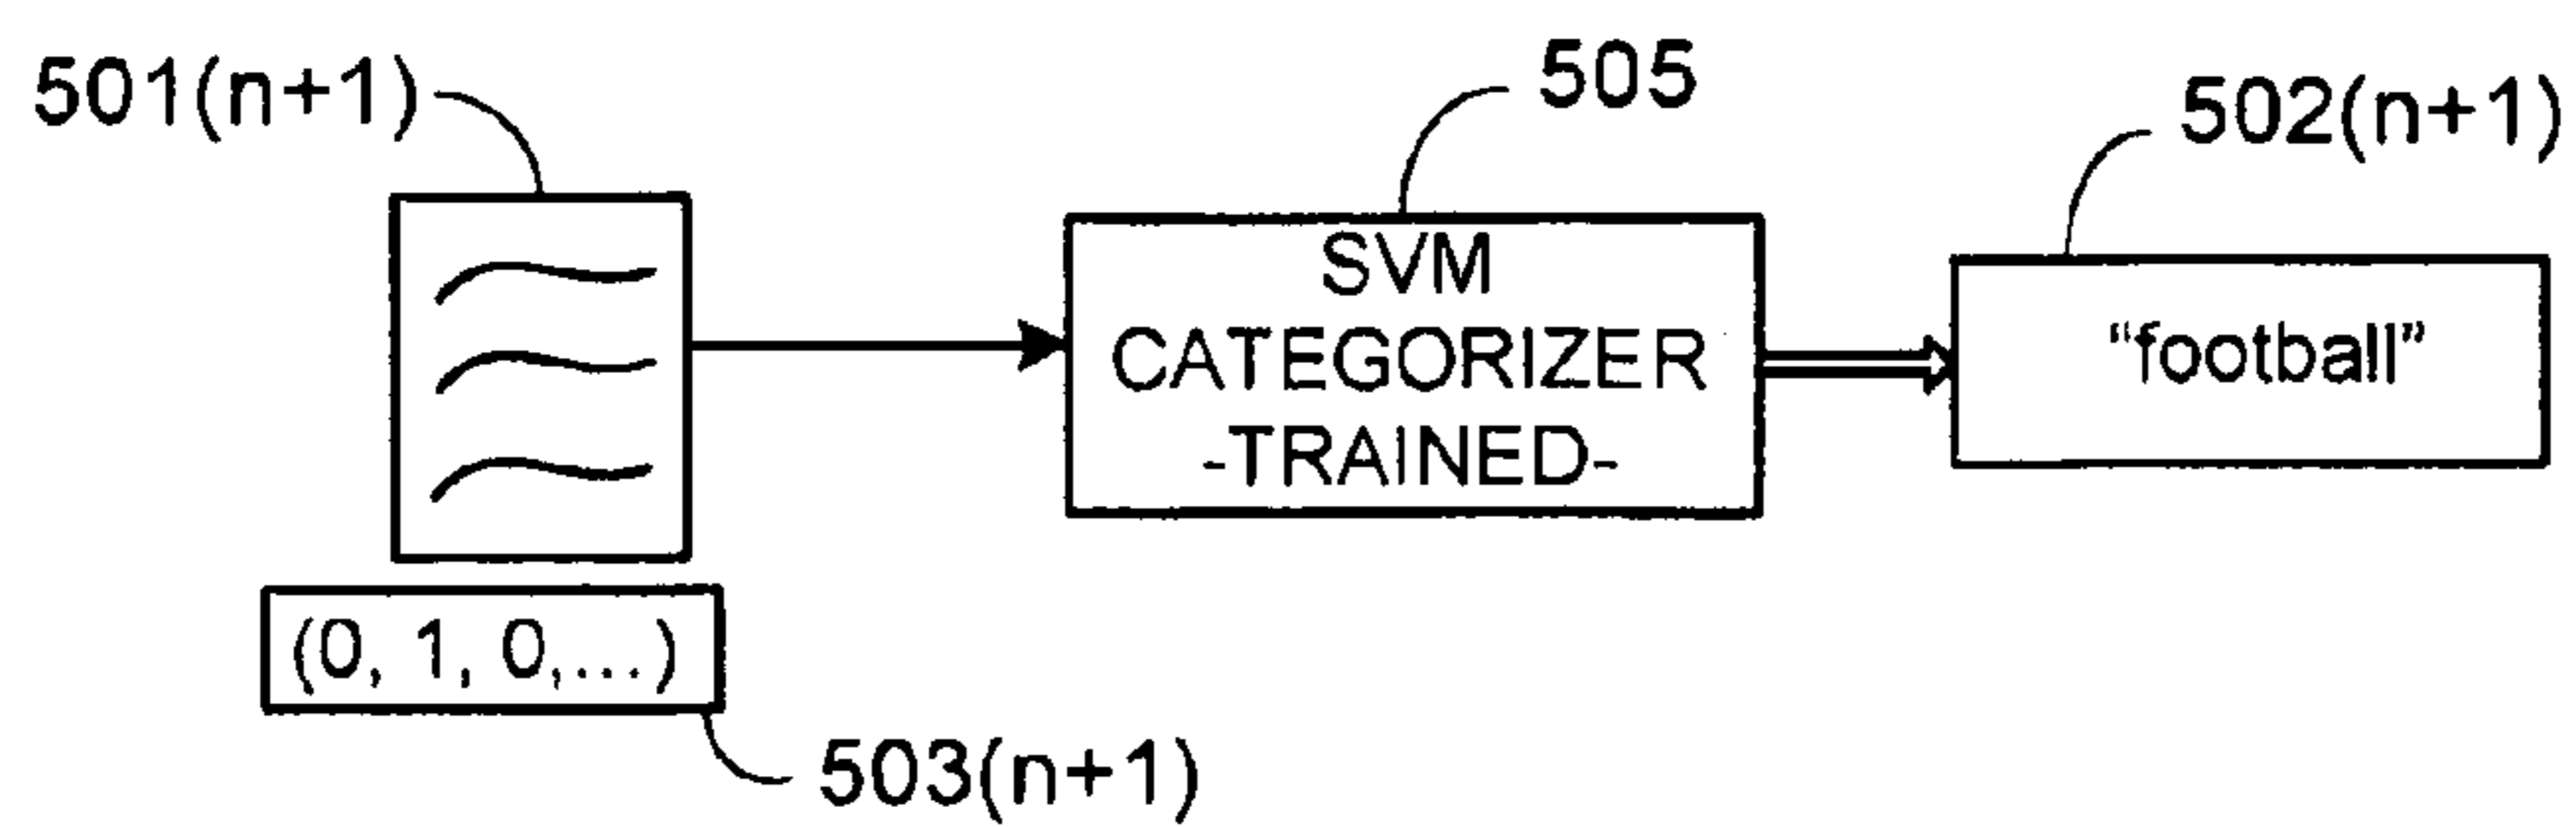 501(n+1)
505
502(n+1)
SVM
CATEGORIZER
-TRAINED-
“football”
(0, 1, 0,...)
503(n+1)